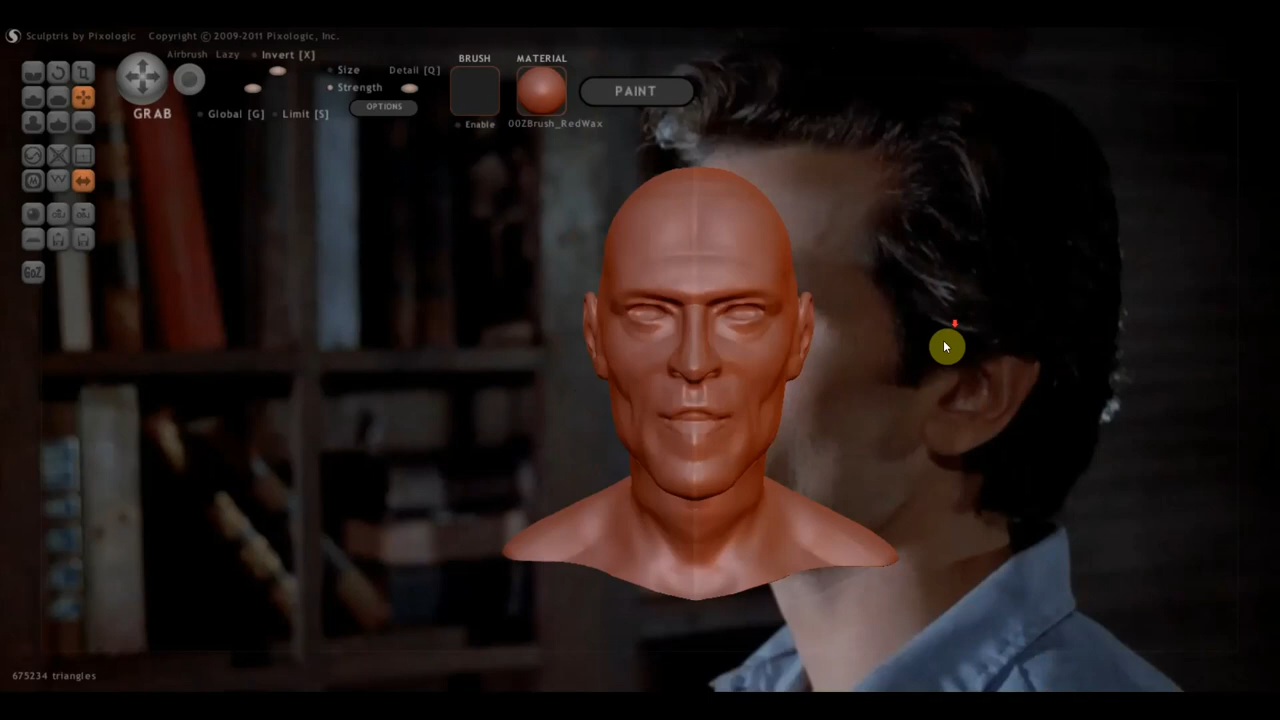 Sculptris by Pixologic Copyright © 2009-2011 Pixologic, Inc.
Airbrush Lazy Invert [X]
GRAB
Global [G] Limit [S]
Size Detail [Q]
Strength
OPTIONS
BRUSH
Enable
MATERIAL
00ZBrush_RedWax
PAINT
GoZ
675234 triangles